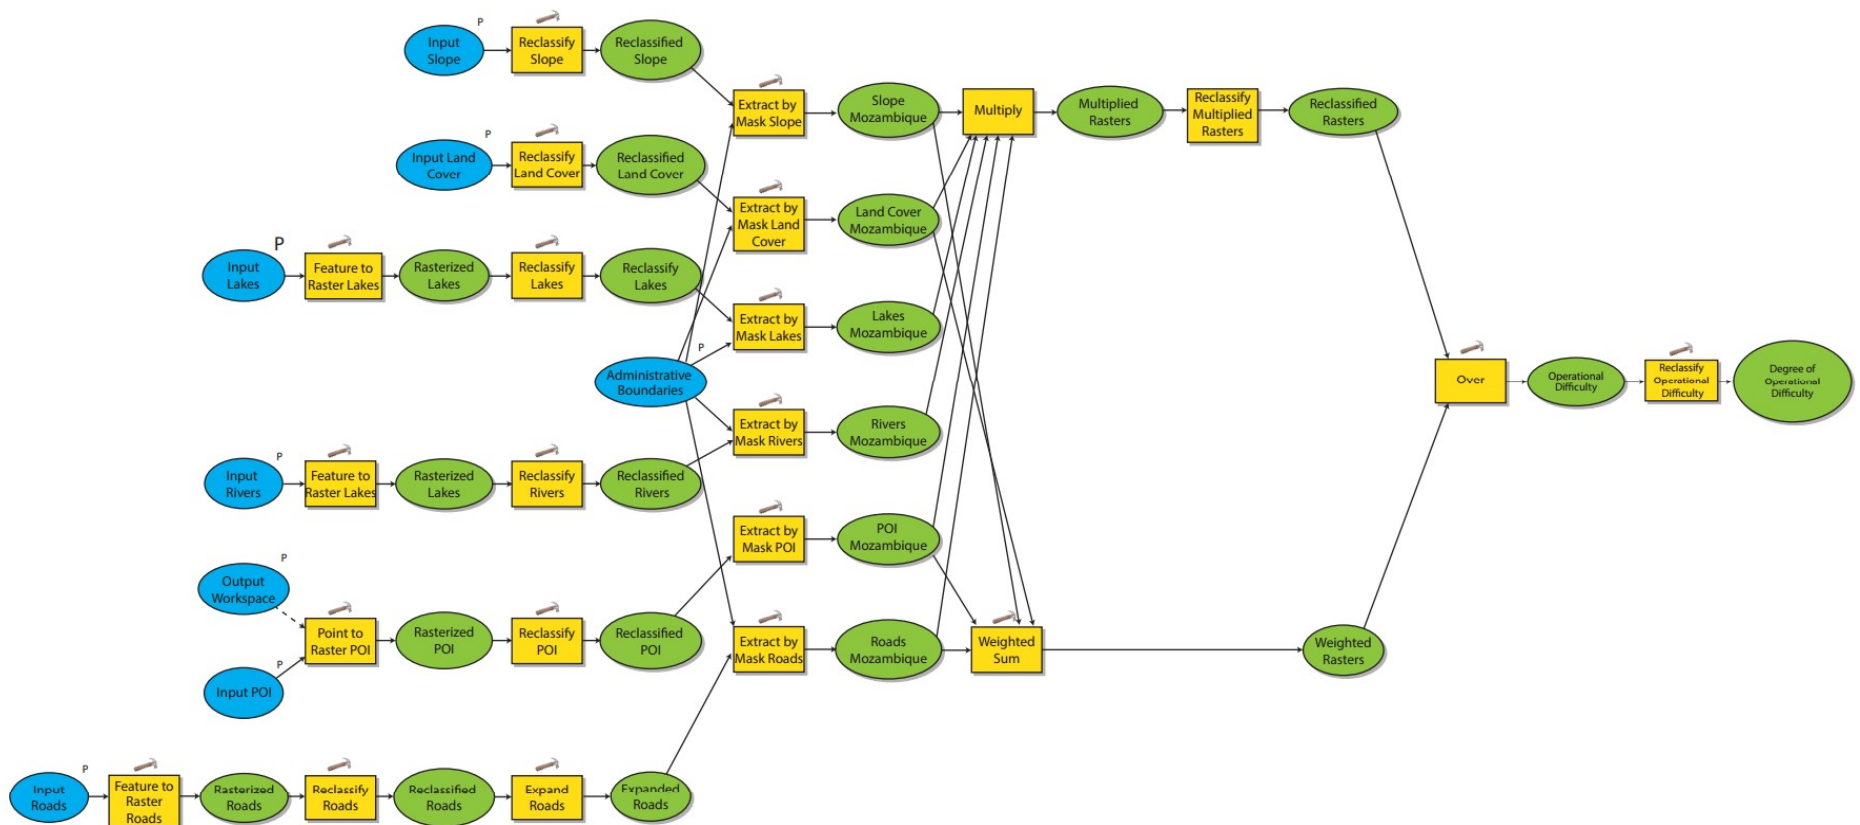 P
Input
Slope
Reclassify
Slope
Reclassified
Slope
Extract by
Mask Slope
Slope
Mozambique
Multiply
Multiplied
Rasters
Reclassify
Multiplied
Rasters
Reclassified
Rasters
P
Input Land
Cover
Reclassify
Land Cover
Reclassified
Land Cover
Extract by
Mask Land
Cover
Land Cover
Mozambique
P
Input
Lakes
Feature to
Raster Lakes
Rasterized
Lakes
Reclassify
Lakes
Reclassify
Lakes
Extract by
Mask Lakes
Lakes
Mozambique
P
Administrative
Boundaries
Over
Operational
Difficulty
Reclassify
Operational
Difficulty
Degree of
Operational
Difficulty
Extract by
Mask Rivers
Rivers
Mozambique
P
Input
Rivers
Feature to
Raster Lakes
Rasterized
Lakes
Reclassify
Rivers
Reclassified
Rivers
Extract by
Mask POI
POI
Mozambique
P
Output
Workspace
Point to
Raster POI
Rasterized
POI
Reclassify
POI
Reclassified
POI
Extract by
Mask Roads
Roads
Mozambique
Weighted
Sum
Weighted
Rasters
P
Input POI
P
Input
Roads
Feature to
Raster
Roads
Rasterized
Roads
Reclassify
Roads
Reclassified
Roads
Expand
Roads
Expanded
Roads